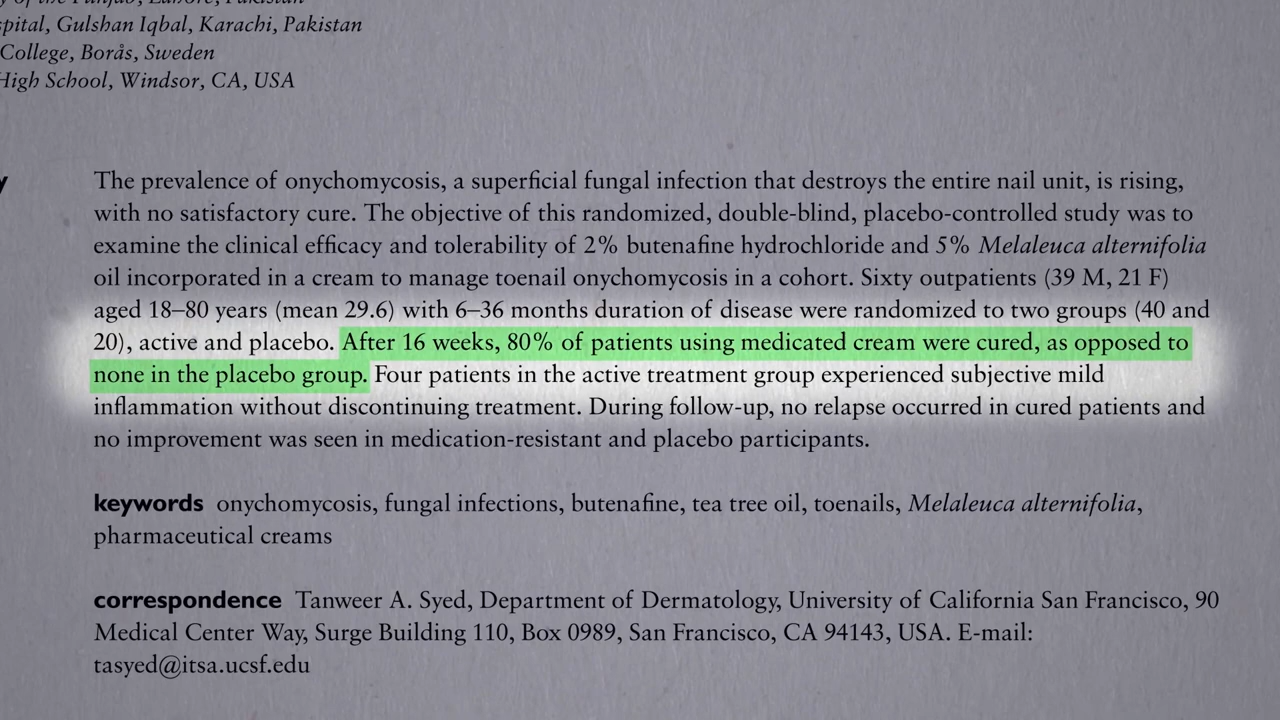 y of the Punjab, Lahore, Pakistan
spital, Gulshan Iqbal, Karachi, Pakistan
College, Borås, Sweden
High School, Windsor, CA, USA
y
The prevalence of onychomycosis, a superficial fungal infection that destroys the entire nail unit, is rising,
with no satisfactory cure. The objective of this randomized, double-blind, placebo-controlled study was to
examine the clinical efficacy and tolerability of 2% butenafine hydrochloride and 5% Melaleuca alternifolia
oil incorporated in a cream to manage toenail onychomycosis in a cohort. Sixty outpatients (39 M, 21 F)
aged 18–80 years (mean 29.6) with 6–36 months duration of disease were randomized to two groups (40 and
20), active and placebo. After 16 weeks, 80% of patients using medicated cream were cured, as opposed to
none in the placebo group. Four patients in the active treatment group experienced subjective mild
inflammation without discontinuing treatment. During follow-up, no relapse occurred in cured patients and
no improvement was seen in medication-resistant and placebo participants.
keywords onychomycosis, fungal infections, butenafine, tea tree oil, toenails, Melaleuca alternifolia,
pharmaceutical creams
correspondence Tanweer A. Syed, Department of Dermatology, University of California San Francisco, 90
Medical Center Way, Surge Building 110, Box 0989, San Francisco, CA 94143, USA. E-mail:
tasyed@itsa.ucsf.edu